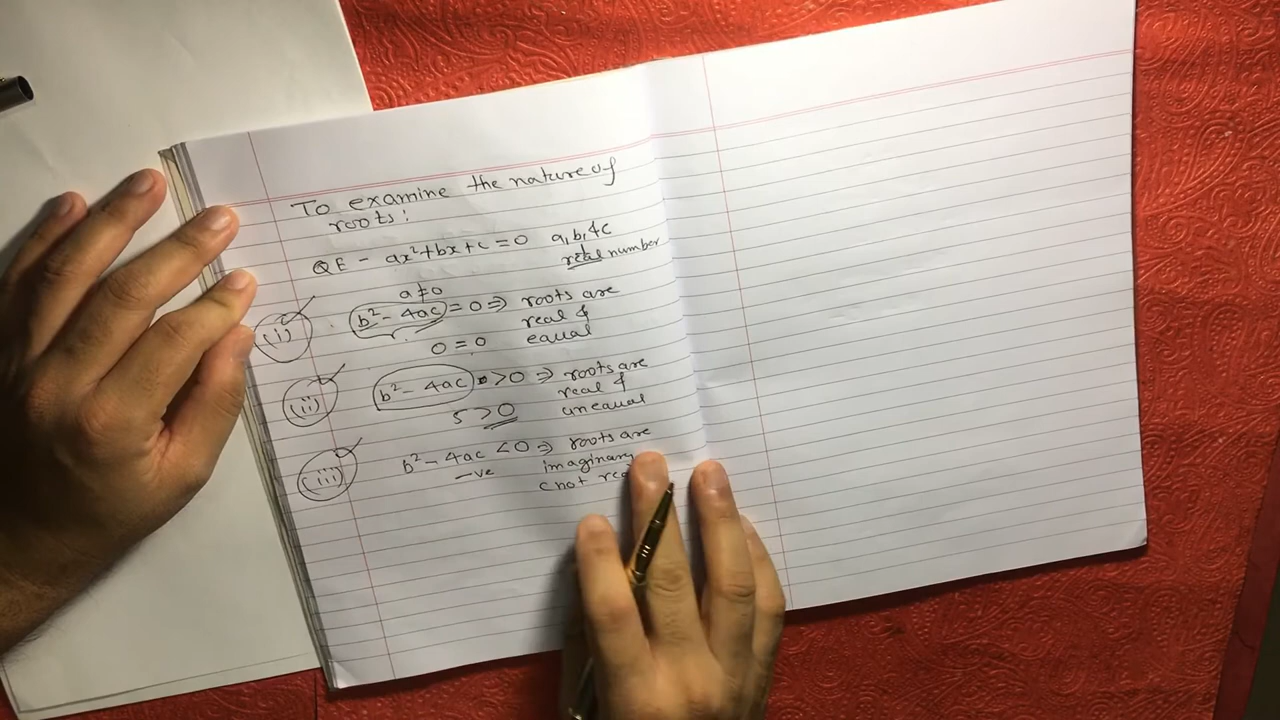 To examine the nature of
roots:
QE - ax²+bx+c = 0 a, b, & c
real number
a≠0
(i) b² - 4ac = 0 ⇒ roots are
real &
0 = 0 equal
(ii) b² - 4ac > 0 ⇒ roots are
real &
5 > 0 unequal
(iii) b² - 4ac < 0 ⇒ roots are
-ve imaginary
(not